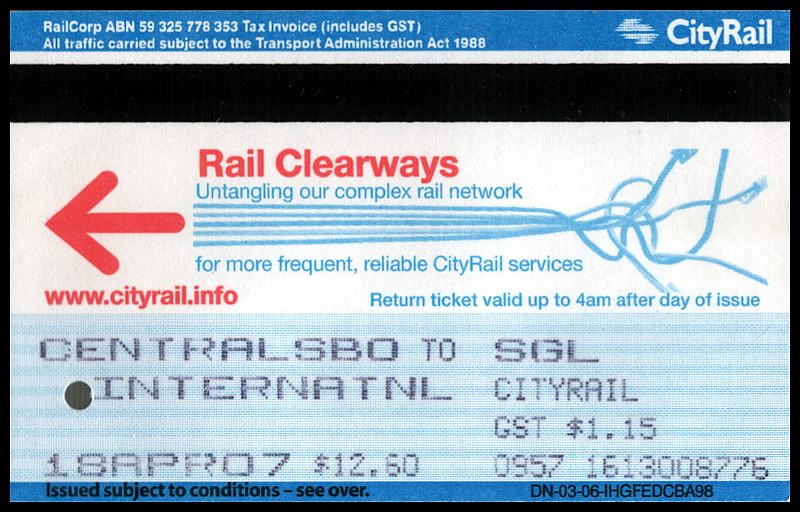 RailCorp ABN 59 325 778 353 Tax Invoice (includes GST)
All traffic carried subject to the Transport Administration Act 1988
CityRail
Rail Clearways
Untangling our complex rail network
for more frequent, reliable CityRail services
www.cityrail.info
Return ticket valid up to 4am after day of issue
CENTRALSBO TO SGL
INTERNATNL CITYRAIL
GST $1.15
18APR07 $12.60 0957 1613008776
Issued subject to conditions – see over.
DN-03-06-IHGFEDCBA98